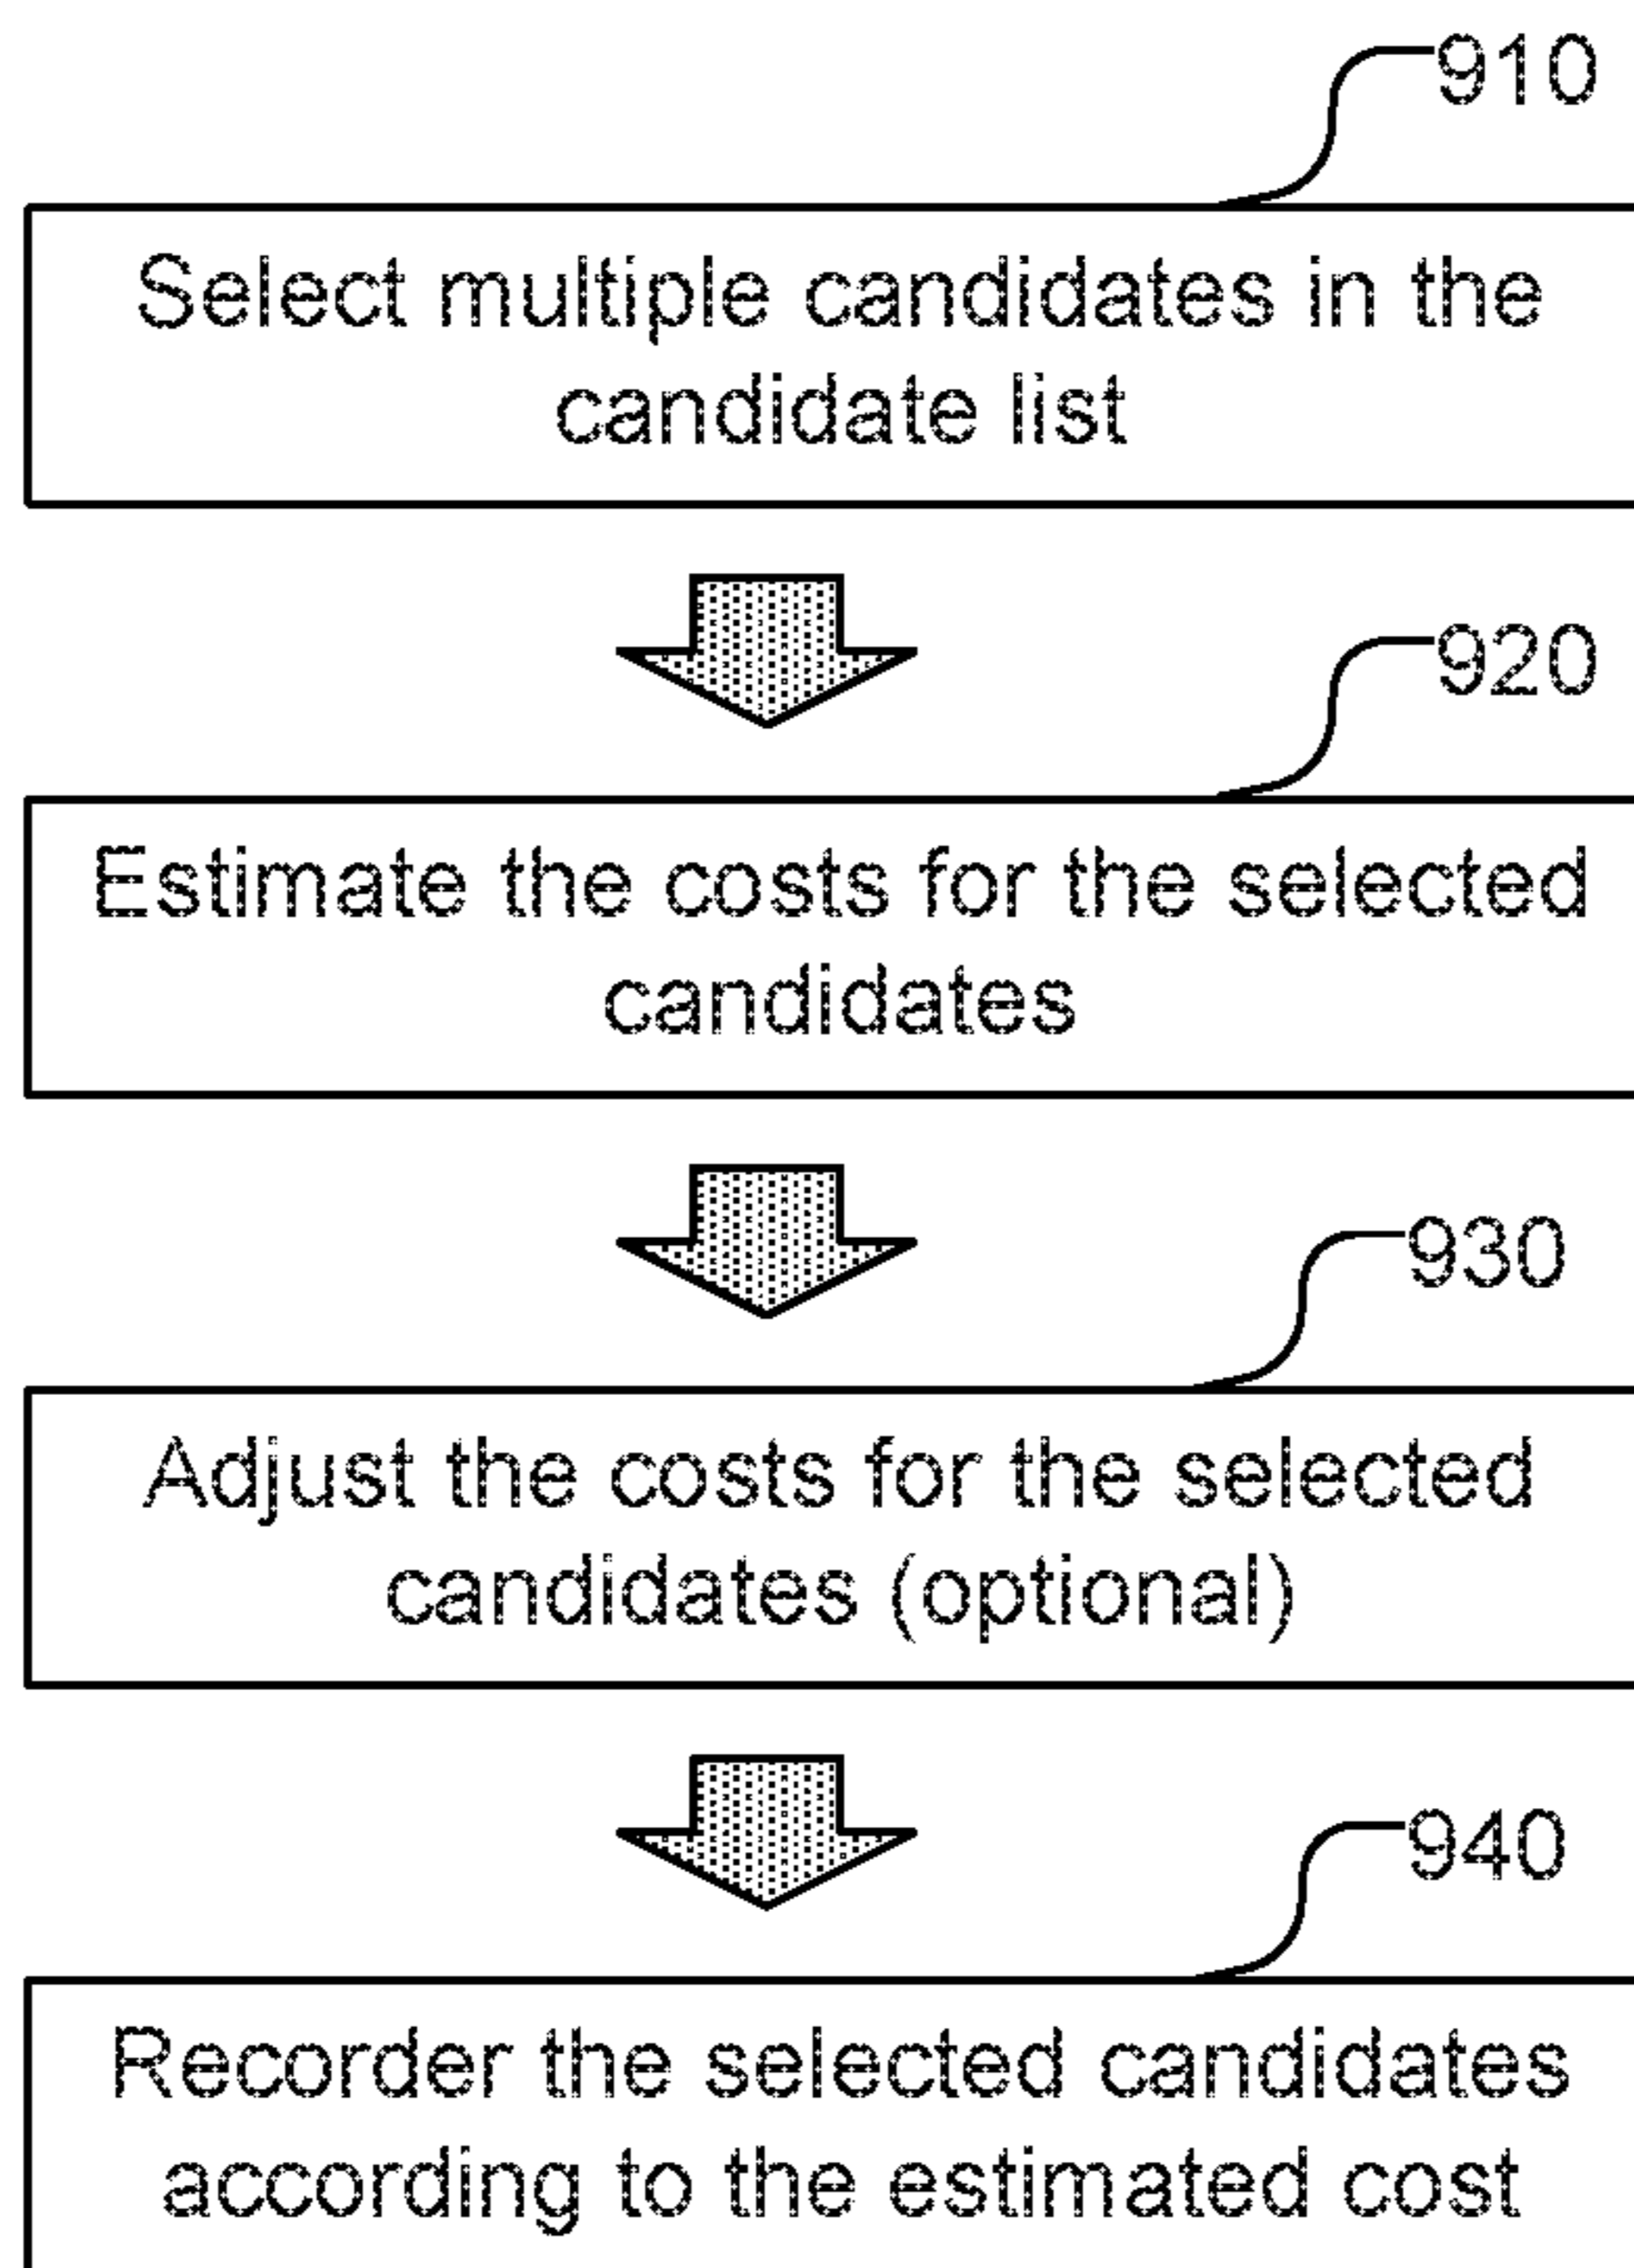 910
Select multiple candidates in the
candidate list
920
Estimate the costs for the selected
candidates
930
Adjust the costs for the selected
candidates (optional)
940
Recorder the selected candidates
according to the estimated cost